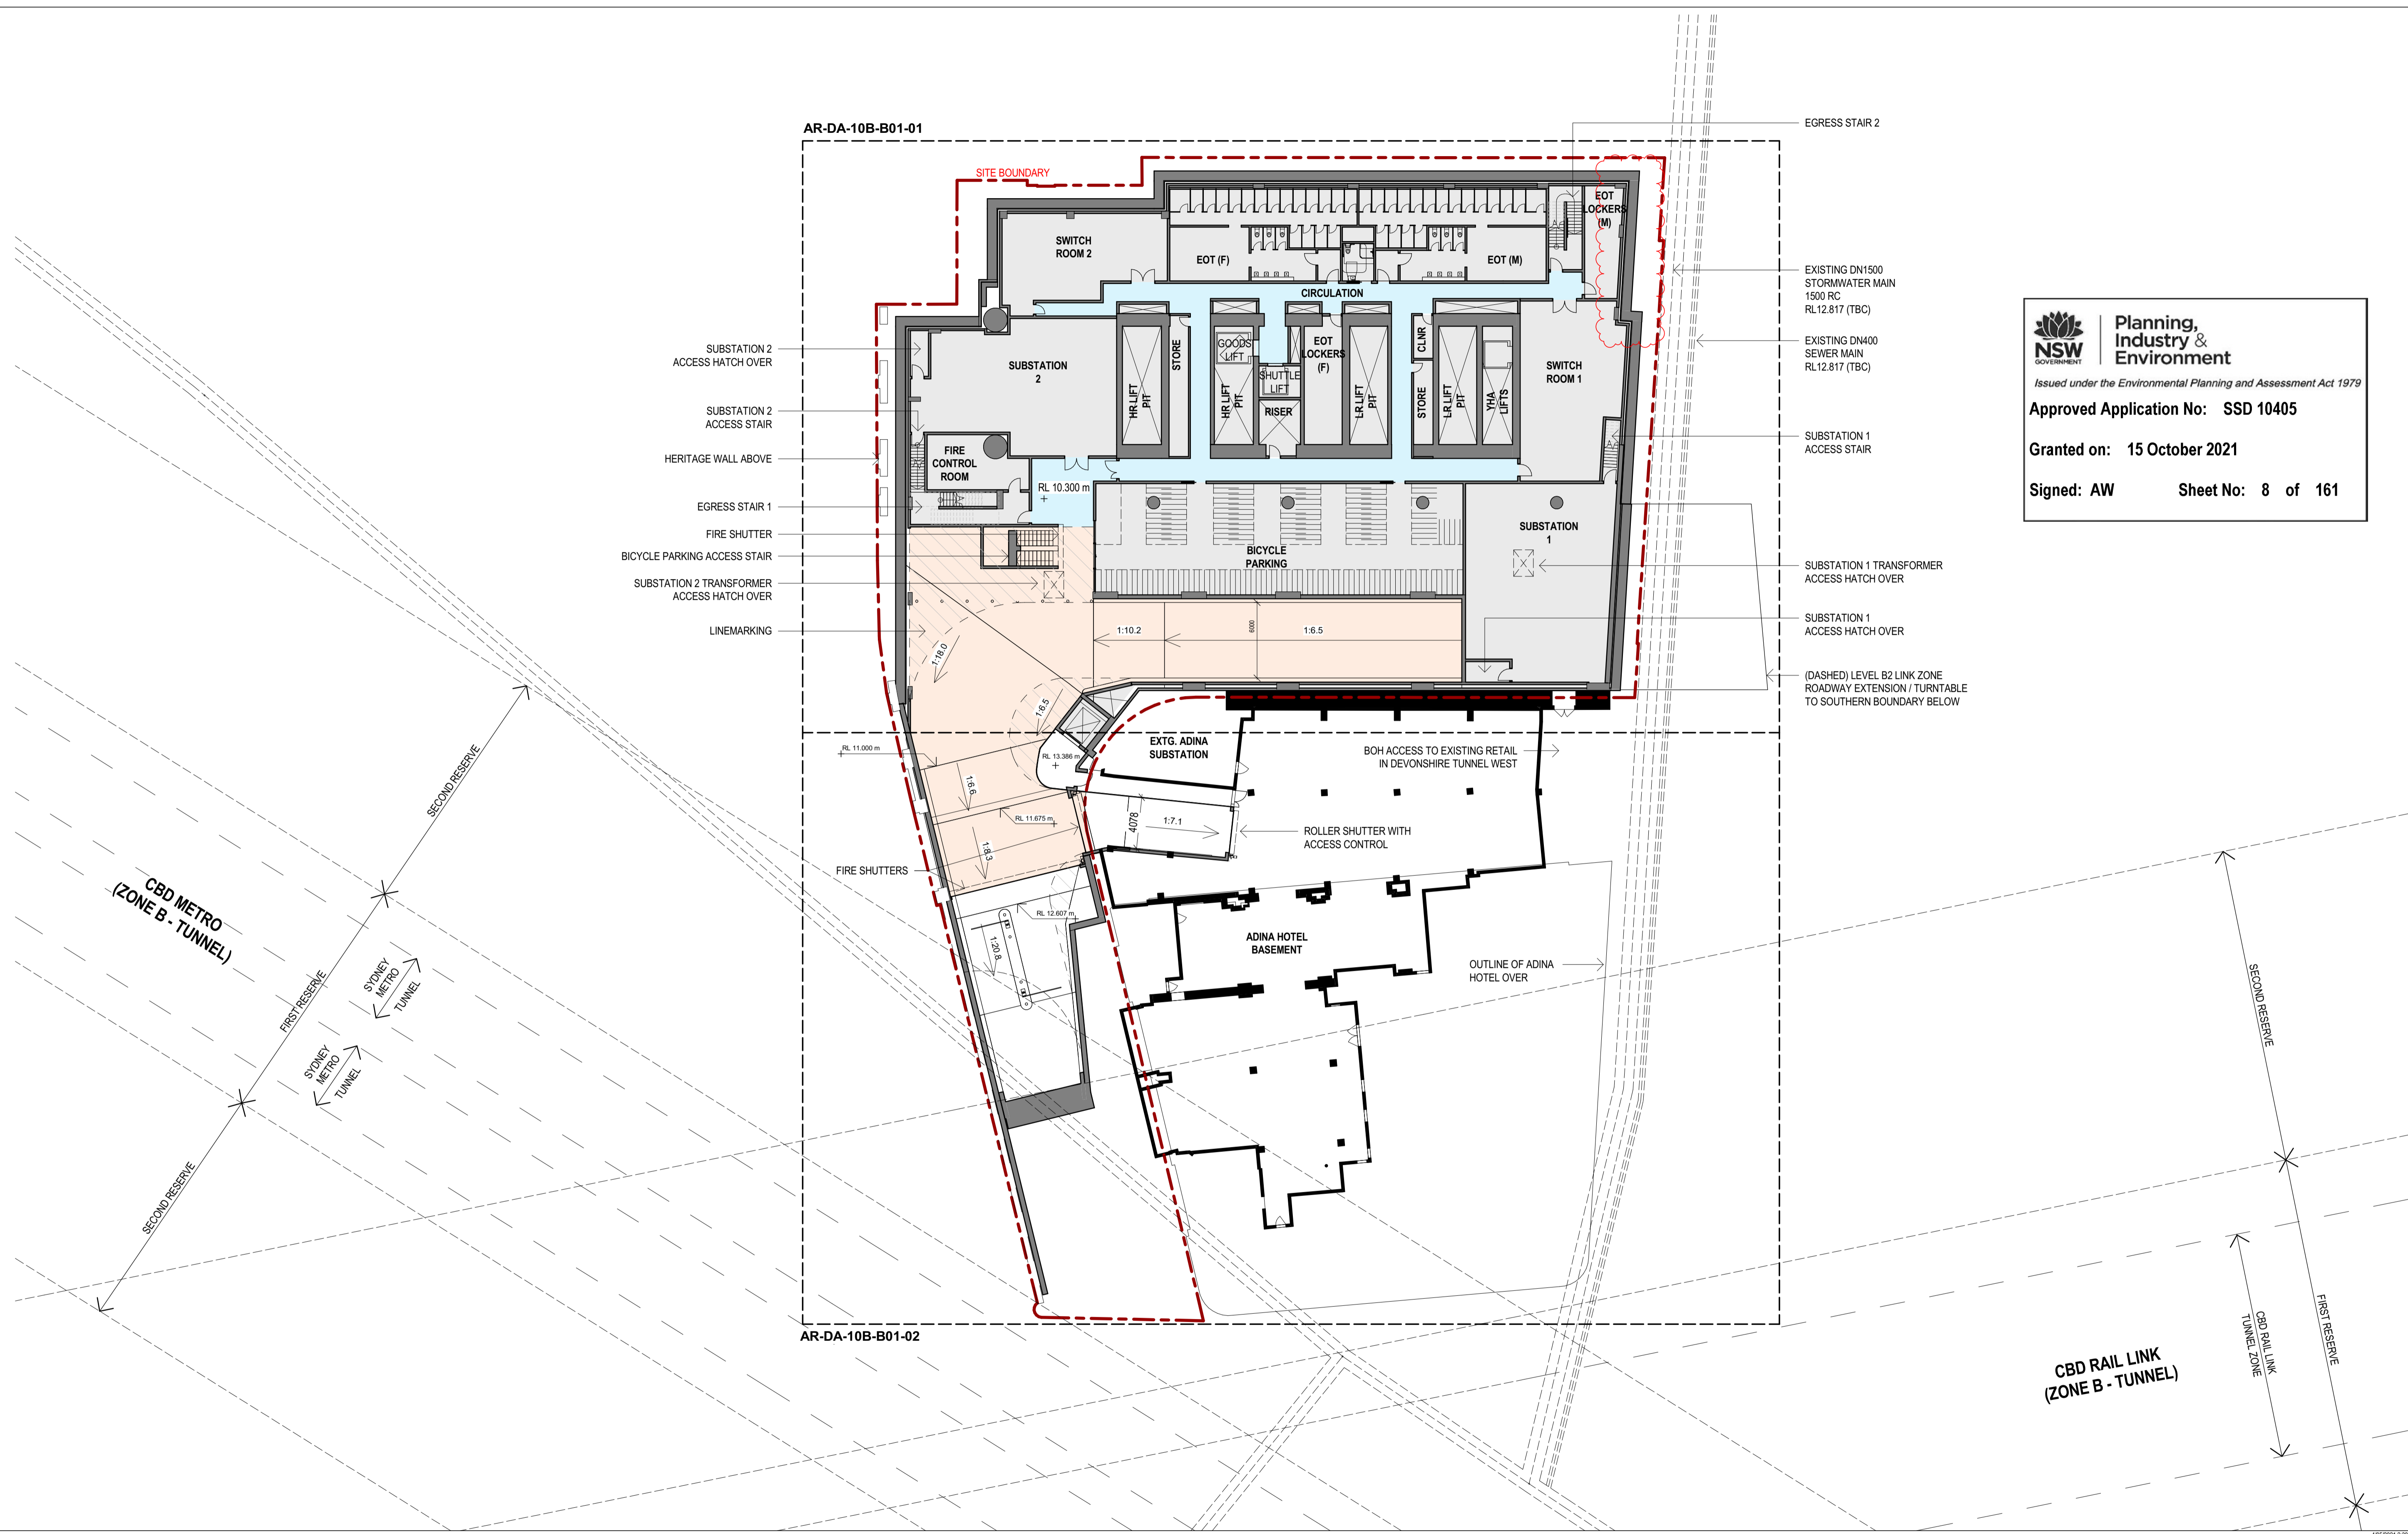 AR-DA-10B-B01-01
SITE BOUNDARY
EGRESS STAIR 2
EXISTING DN1500
STORMWATER MAIN
1500 RC
RL12.817 (TBC)
EXISTING DN400
SEWER MAIN
RL12.817 (TBC)
SUBSTATION 1
ACCESS STAIR
SUBSTATION 1 TRANSFORMER
ACCESS HATCH OVER
SUBSTATION 1
ACCESS HATCH OVER
(DASHED) LEVEL B2 LINK ZONE
ROADWAY EXTENSION / TURNTABLE
TO SOUTHERN BOUNDARY BELOW
NSW
GOVERNMENT
Planning,
Industry &
Environment
Issued under the Environmental Planning and Assessment Act 1979
Approved Application No: SSD 10405
Granted on: 15 October 2021
Signed: AW
Sheet No: 8 of 161
SUBSTATION 2
ACCESS HATCH OVER
SUBSTATION 2
ACCESS STAIR
HERITAGE WALL ABOVE
EGRESS STAIR 1
FIRE SHUTTER
BICYCLE PARKING ACCESS STAIR
SUBSTATION 2 TRANSFORMER
ACCESS HATCH OVER
LINEMARKING
SWITCH
ROOM 2
EOT (F)
EOT (M)
EOT
LOCKERS
(M)
CIRCULATION
SUBSTATION
2
HR LIFT
PIT
STORE
GOODS
LIFT
HR LIFT
PIT
SHUTTLE
LIFT
RISER
EOT
LOCKERS
(F)
LR LIFT
PIT
CLNR
STORE
LR LIFT
PIT
YHA
LIFTS
SWITCH
ROOM 1
FIRE
CONTROL
ROOM
RL 10.300 m
BICYCLE
PARKING
SUBSTATION
1
1:10.2
6000
1:6.5
1:18.0
1:6.5
RL 11.000 m
RL 13.386 m
EXTG. ADINA
SUBSTATION
BOH ACCESS TO EXISTING RETAIL
IN DEVONSHIRE TUNNEL WEST
1:6.6
RL 11.675 m
4078
1:7.1
ROLLER SHUTTER WITH
ACCESS CONTROL
1:8.3
FIRE SHUTTERS
RL 12.607 m
1:20.8
ADINA HOTEL
BASEMENT
OUTLINE OF ADINA
HOTEL OVER
SECOND RESERVE
CBD METRO
(ZONE B - TUNNEL)
FIRST RESERVE
SYDNEY
METRO
TUNNEL
SYDNEY
METRO
TUNNEL
SECOND RESERVE
AR-DA-10B-B01-02
SECOND RESERVE
FIRST RESERVE
CBD RAIL LINK
TUNNEL ZONE
CBD RAIL LINK
(ZONE B - TUNNEL)